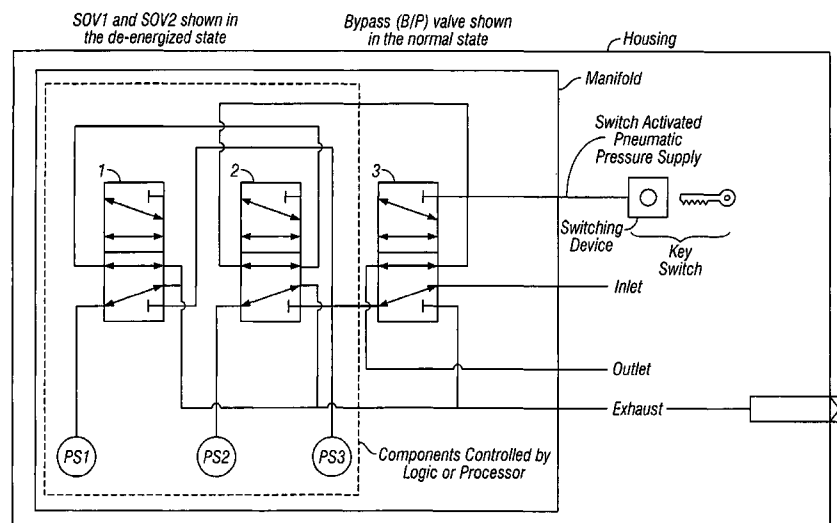 SOV1 and SOV2 shown in
the de-energized state
Bypass (B/P) valve shown
in the normal state
Housing
Manifold
Switch Activated
Pneumatic
Pressure Supply
1
2
3
Switching
Device
Key
Switch
Inlet
Outlet
Exhaust
PS1
PS2
PS3
Components Controlled by
Logic or Processor